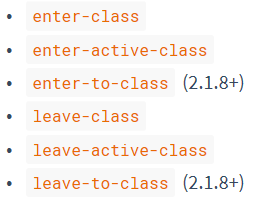 • enter-class
• enter-active-class
• enter-to-class (2.1.8+)
• leave-class
• leave-active-class
• leave-to-class (2.1.8+)